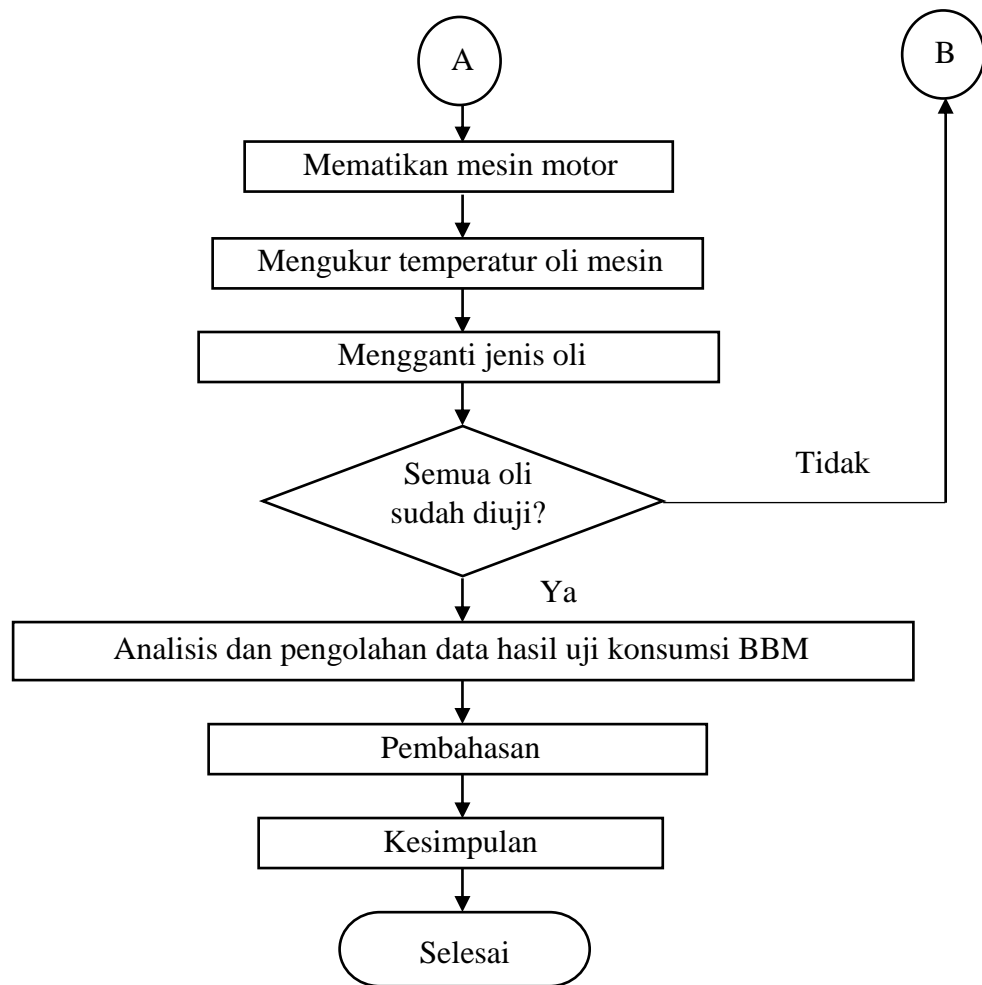 A
B
Mematikan mesin motor
Mengukur temperatur oli mesin
Mengganti jenis oli
Semua oli
sudah diuji?
Tidak
Ya
Analisis dan pengolahan data hasil uji konsumsi BBM
Pembahasan
Kesimpulan
Selesai